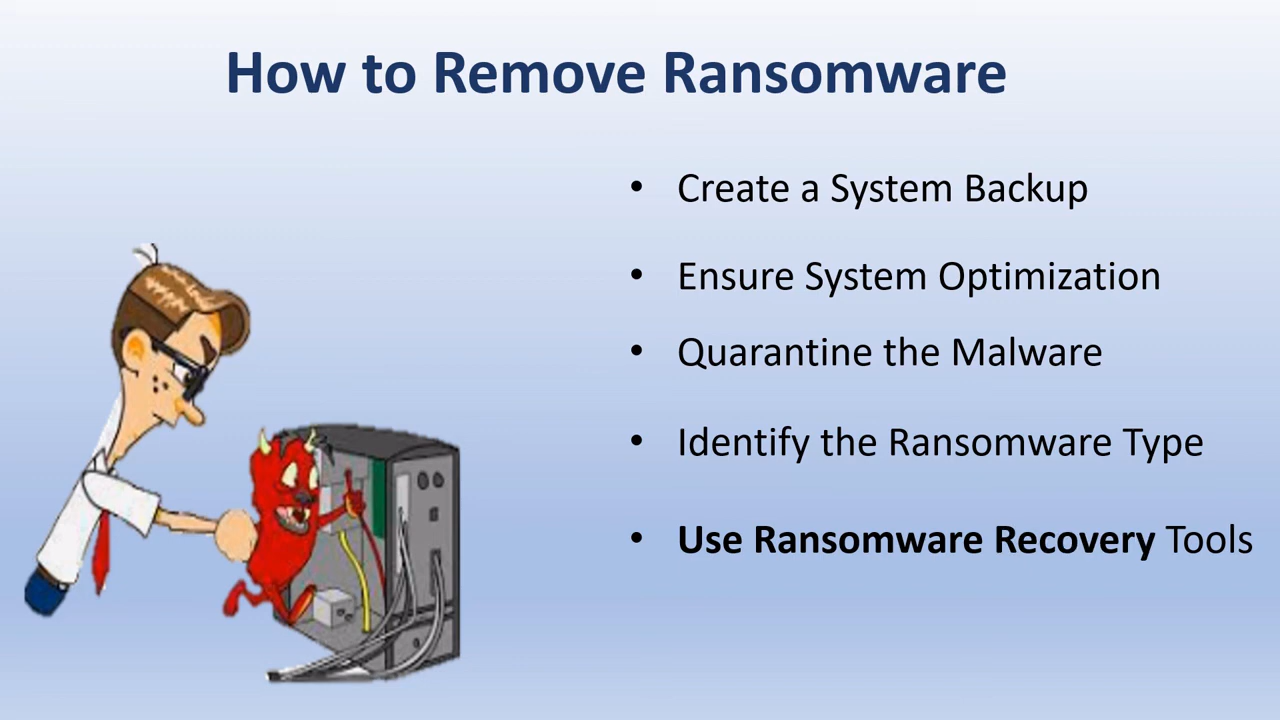 How to Remove Ransomware
• Create a System Backup
• Ensure System Optimization
• Quarantine the Malware
• Identify the Ransomware Type
• Use Ransomware Recovery Tools